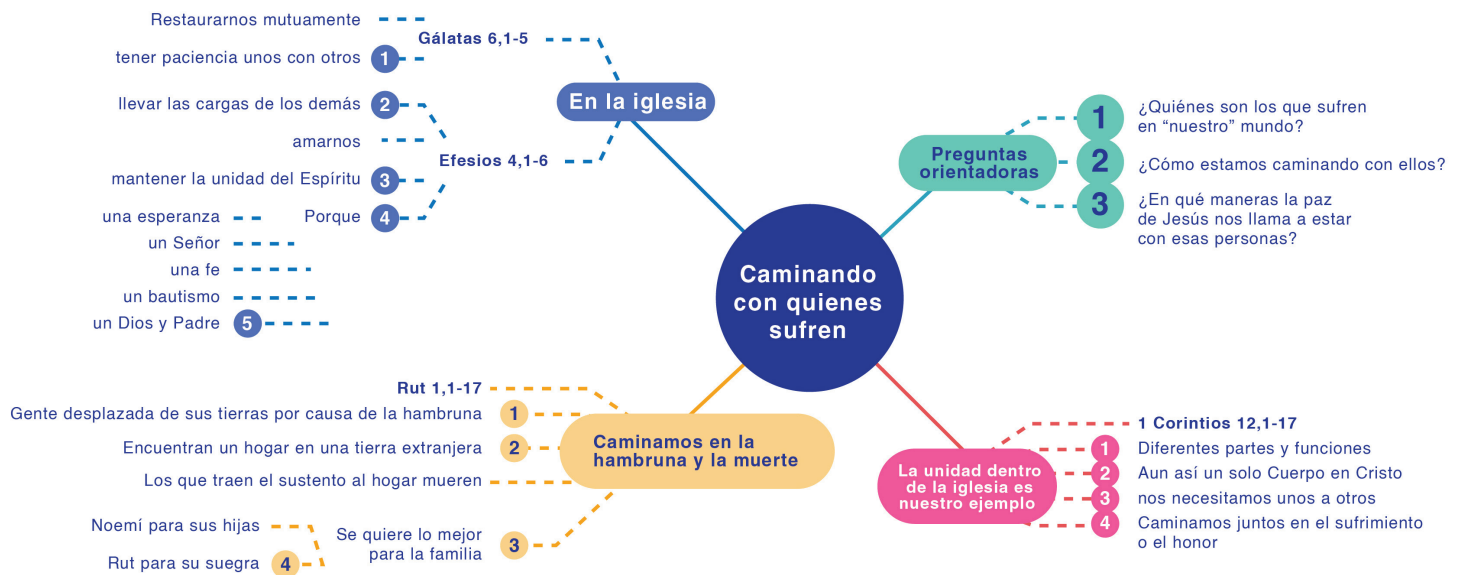 Caminando
con quienes
sufren
En la iglesia
Gálatas 6,1-5
Restaurarnos mutuamente
tener paciencia unos con otros 1
Efesios 4,1-6
llevar las cargas de los demás 2
amarnos
mantener la unidad del Espíritu 3
Porque 4
una esperanza
un Señor
una fe
un bautismo
un Dios y Padre 5
Preguntas
orientadoras
1 ¿Quiénes son los que sufren
en “nuestro” mundo?
2 ¿Cómo estamos caminando con ellos?
3 ¿En qué maneras la paz
de Jesús nos llama a estar
con esas personas?
Caminamos en la
hambruna y la muerte
Rut 1,1-17
Gente desplazada de sus tierras por causa de la hambruna 1
Encuentran un hogar en una tierra extranjera 2
Los que traen el sustento al hogar mueren
Se quiere lo mejor
para la familia 3
Noemí para sus hijas
Rut para su suegra 4
La unidad dentro
de la iglesia es
nuestro ejemplo
1 Corintios 12,1-17
1 Diferentes partes y funciones
2 Aun así un solo Cuerpo en Cristo
3 nos necesitamos unos a otros
4 Caminamos juntos en el sufrimiento
o el honor